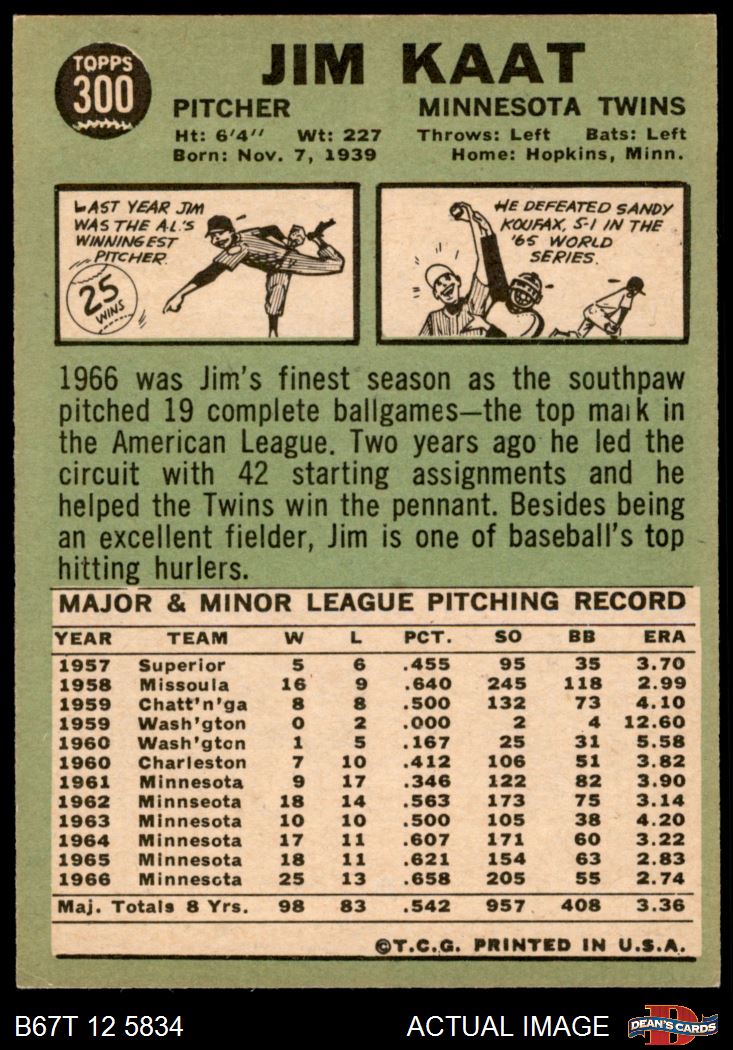 TOPPS
300
JIM KAAT
PITCHER MINNESOTA TWINS
Ht: 6'4" Wt: 227 Throws: Left Bats: Left
Born: Nov. 7, 1939 Home: Hopkins, Minn.
LAST YEAR JIM
WAS THE A.L.'S
WINNINGEST
PITCHER.
25
WINS
HE DEFEATED SANDY
KOUFAX, 5-1 IN THE
'65 WORLD
SERIES.
1966 was Jim's finest season as the southpaw
pitched 19 complete ballgames—the top mark in
the American League. Two years ago he led the
circuit with 42 starting assignments and he
helped the Twins win the pennant. Besides being
an excellent fielder, Jim is one of baseball's top
hitting hurlers.
MAJOR & MINOR LEAGUE PITCHING RECORD
YEAR TEAM W L PCT. SO BB ERA
1957 Superior 5 6 .455 95 35 3.70
1958 Missoula 16 9 .640 245 118 2.99
1959 Chatt'n'ga 8 8 .500 132 73 4.10
1959 Wash'gton 0 2 .000 2 4 12.60
1960 Wash'gton 1 5 .167 25 31 5.58
1960 Charleston 7 10 .412 106 51 3.82
1961 Minnesota 9 17 .346 122 82 3.90
1962 Minnseota 18 14 .563 173 75 3.14
1963 Minnesota 10 10 .500 105 38 4.20
1964 Minnesota 17 11 .607 171 60 3.22
1965 Minnesota 18 11 .621 154 63 2.83
1966 Minnesota 25 13 .658 205 55 2.74
Maj. Totals 8 Yrs. 98 83 .542 957 408 3.36
©T.C.G. PRINTED IN U.S.A.
B67T 12 5834 ACTUAL IMAGE D DEAN'S CARDS